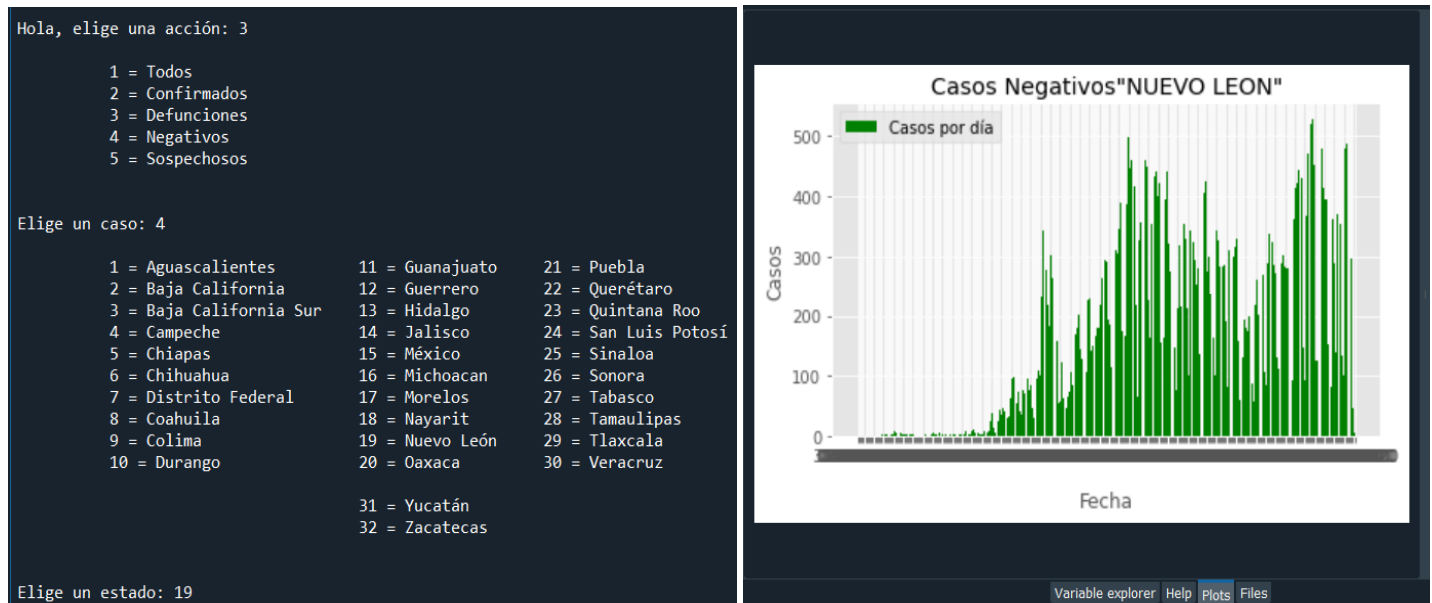 Hola, elige una acción: 3
1 = Todos
2 = Confirmados
3 = Defunciones
4 = Negativos
5 = Sospechosos
Elige un caso: 4
1 = Aguascalientes 11 = Guanajuato 21 = Puebla
2 = Baja California 12 = Guerrero 22 = Querétaro
3 = Baja California Sur 13 = Hidalgo 23 = Quintana Roo
4 = Campeche 14 = Jalisco 24 = San Luis Potosí
5 = Chiapas 15 = México 25 = Sinaloa
6 = Chihuahua 16 = Michoacan 26 = Sonora
7 = Distrito Federal 17 = Morelos 27 = Tabasco
8 = Coahuila 18 = Nayarit 28 = Tamaulipas
9 = Colima 19 = Nuevo León 29 = Tlaxcala
10 = Durango 20 = Oaxaca 30 = Veracruz
31 = Yucatán
32 = Zacatecas
Elige un estado: 19
Casos Negativos"NUEVO LEON"
Casos por día
500
400
300
200
100
0
Casos
Fecha
Variable explorer Help Plots Files